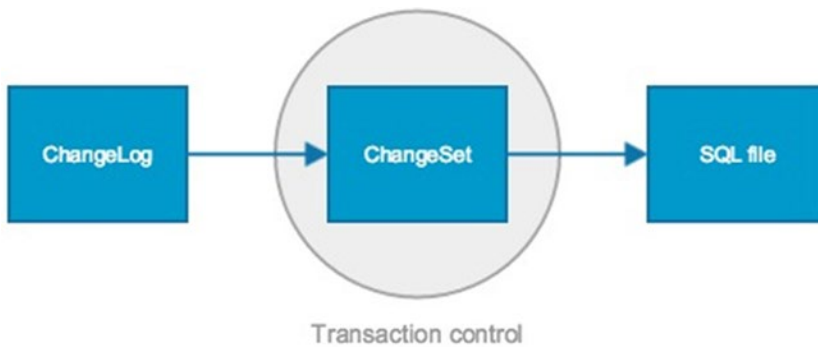 ChangeLog
ChangeSet
SQL file
Transaction control